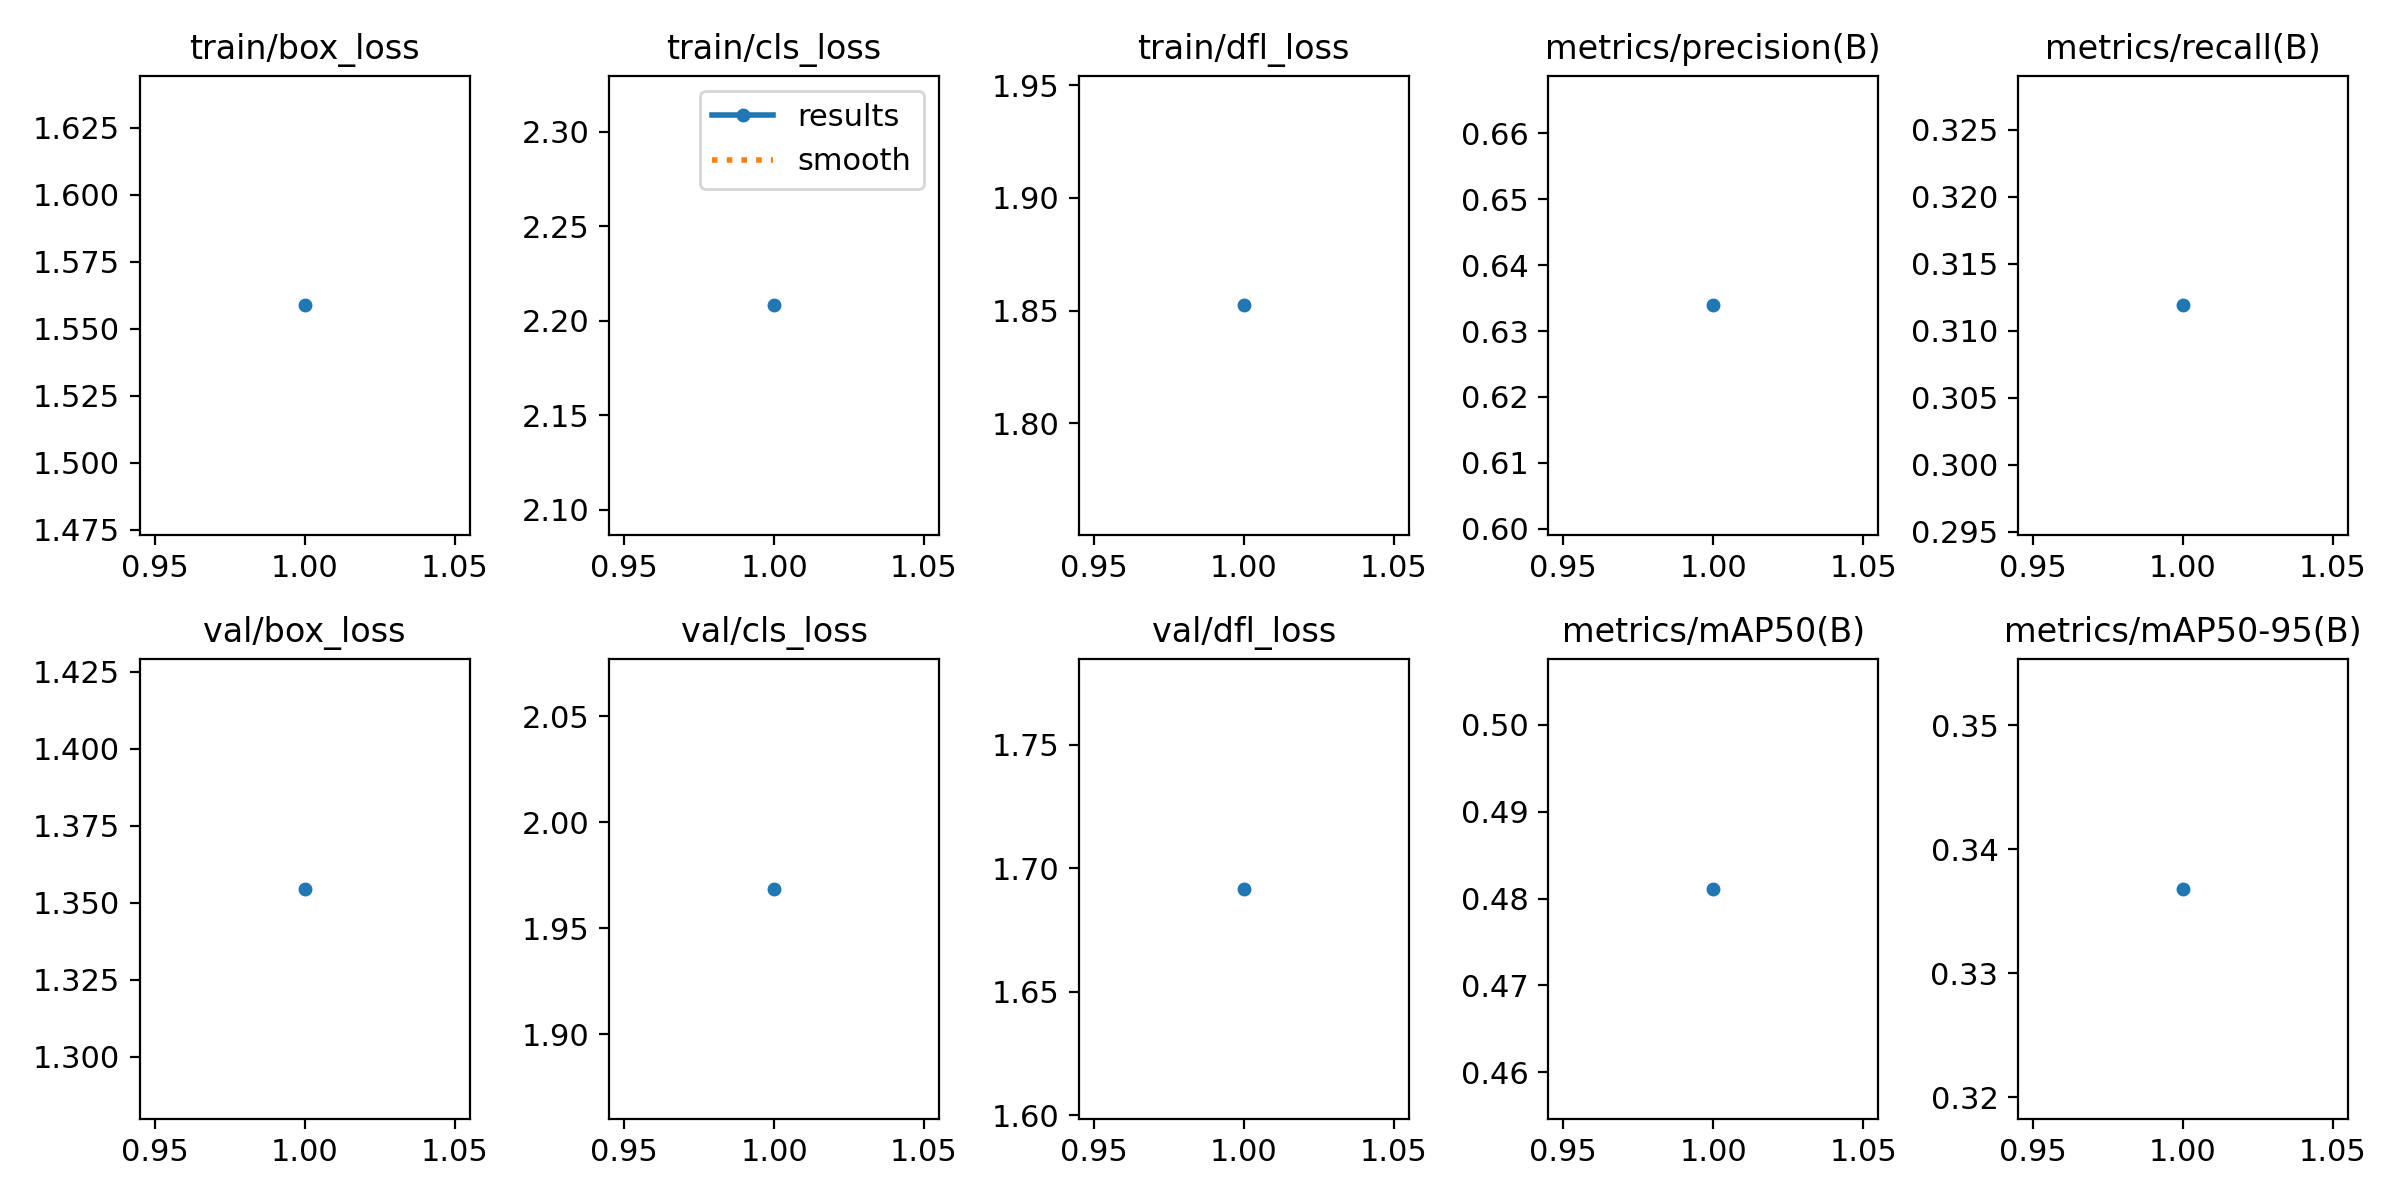 train/box_loss
1.625
1.600
1.575
1.550
1.525
1.500
1.475
0.95 1.00 1.05
train/cls_loss
results
smooth
2.30
2.25
2.20
2.15
2.10
0.95 1.00 1.05
train/dfl_loss
1.95
1.90
1.85
1.80
0.95 1.00 1.05
metrics/precision(B)
0.66
0.65
0.64
0.63
0.62
0.61
0.60
0.95 1.00 1.05
metrics/recall(B)
0.325
0.320
0.315
0.310
0.305
0.300
0.295
0.95 1.00 1.05
val/box_loss
1.425
1.400
1.375
1.350
1.325
1.300
0.95 1.00 1.05
val/cls_loss
2.05
2.00
1.95
1.90
0.95 1.00 1.05
val/dfl_loss
1.75
1.70
1.65
1.60
0.95 1.00 1.05
metrics/mAP50(B)
0.50
0.49
0.48
0.47
0.46
0.95 1.00 1.05
metrics/mAP50-95(B)
0.35
0.34
0.33
0.32
0.95 1.00 1.05